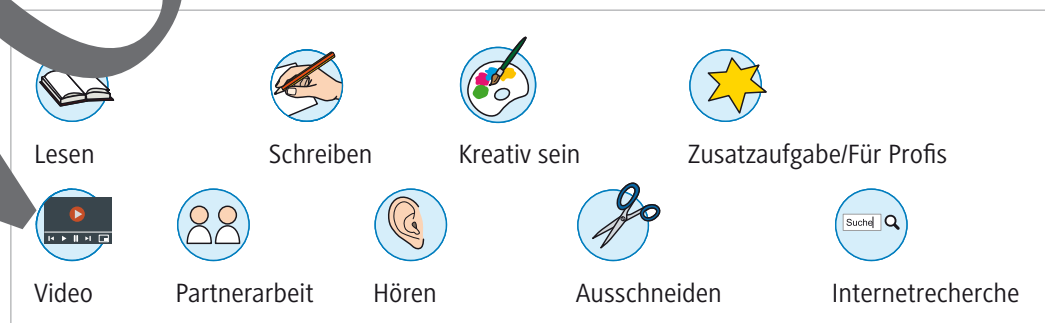 Lesen Schreiben Kreativ sein Zusatzaufgabe/Für Profis
Suche
Video Partnerarbeit Hören Ausschneiden Internetrecherche